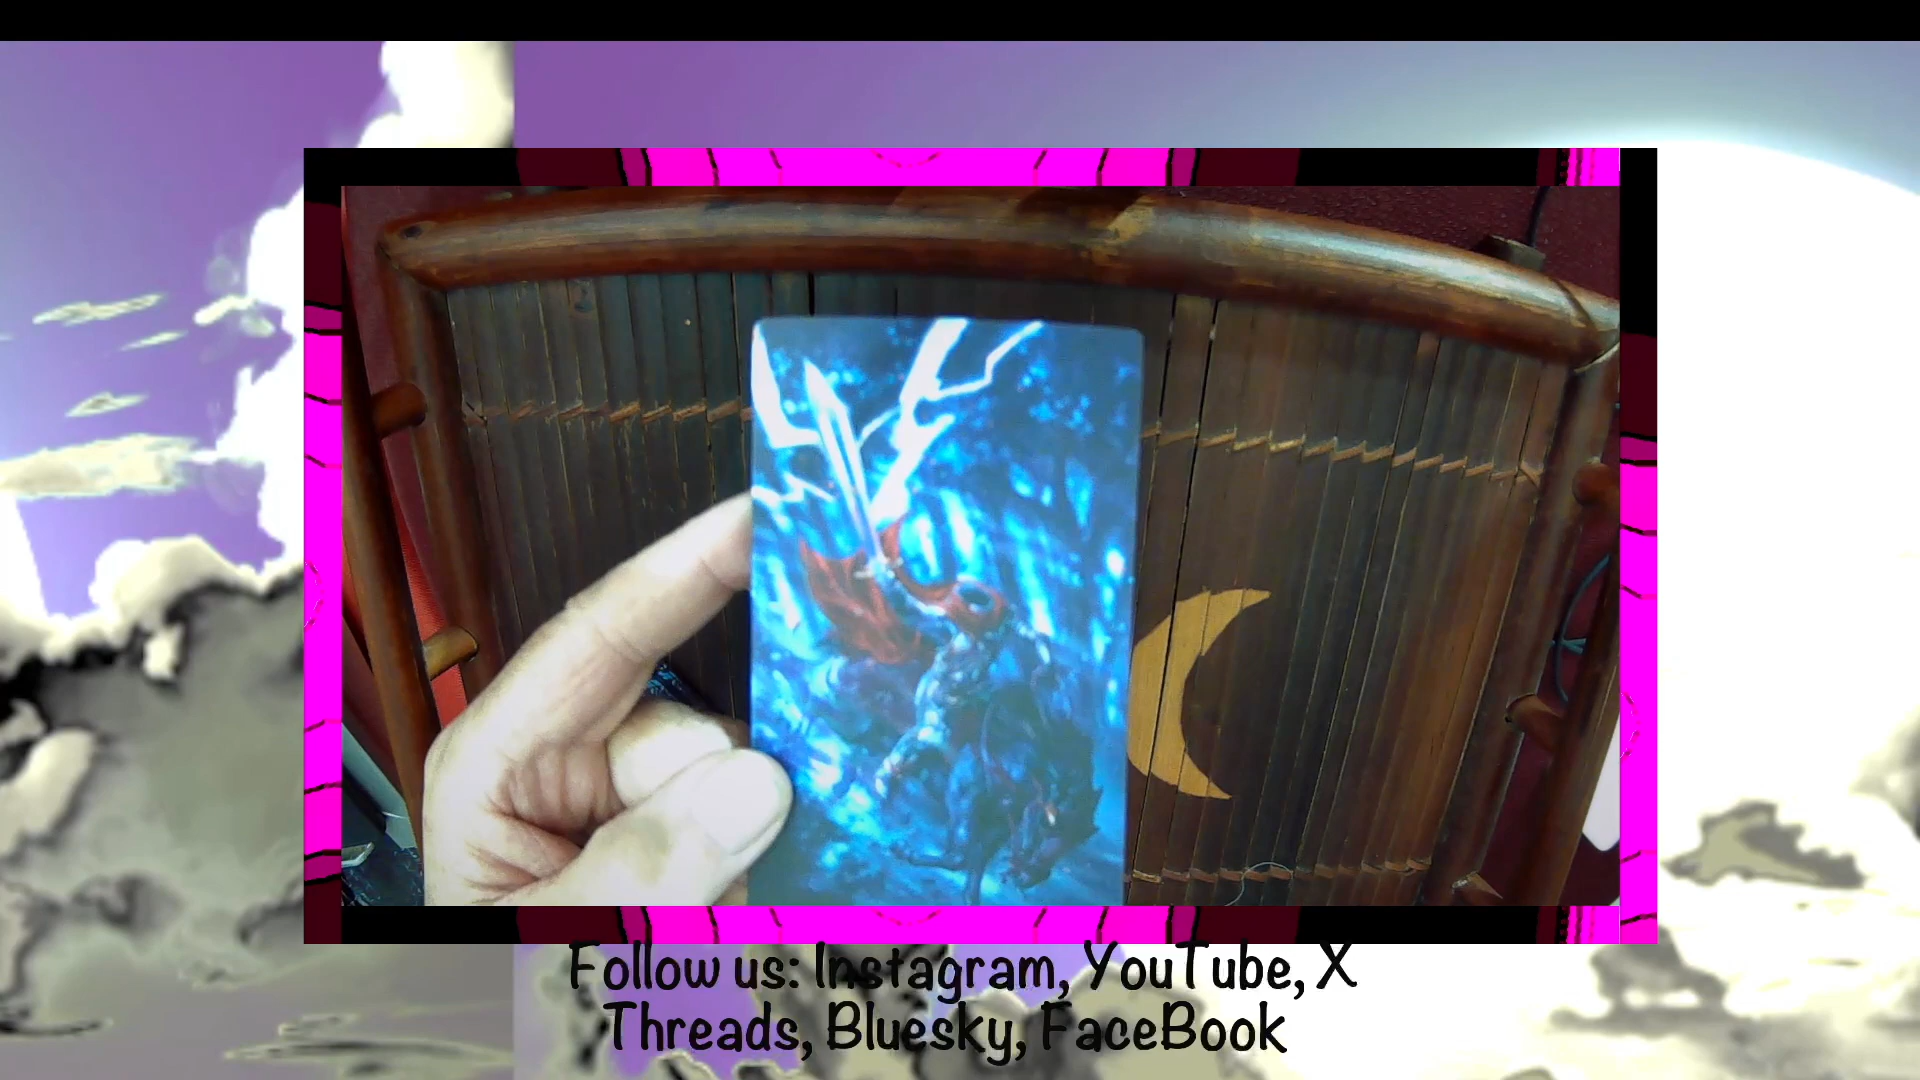 Follow us: Instagram, YouTube, X
Threads, Bluesky, FaceBook